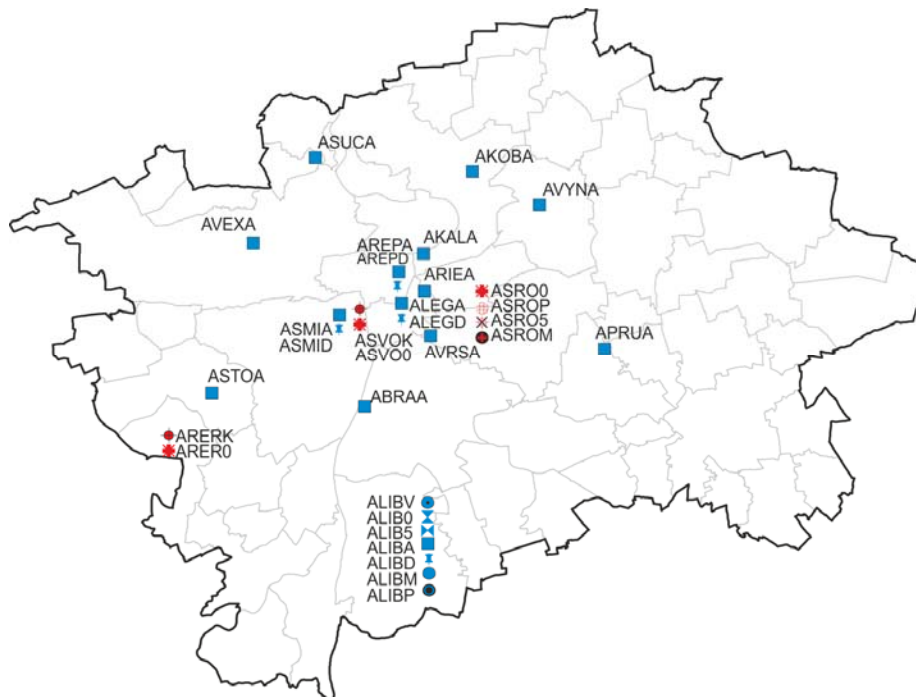 ASUCA
AKOBA
AVYNA
AVEXA
AREPA
AREPD
AKALA
ARIEA
ASRO0
ASROP
ASRO5
ASROM
ALEGA
ALEGD
ASMIA
ASMID
ASVOK
ASVO0
AVRSA
APRUA
ASTOA
ABRAA
ARERK
ARER0
ALIBV
ALIB0
ALIB5
ALIBA
ALIBD
ALIBM
ALIBP